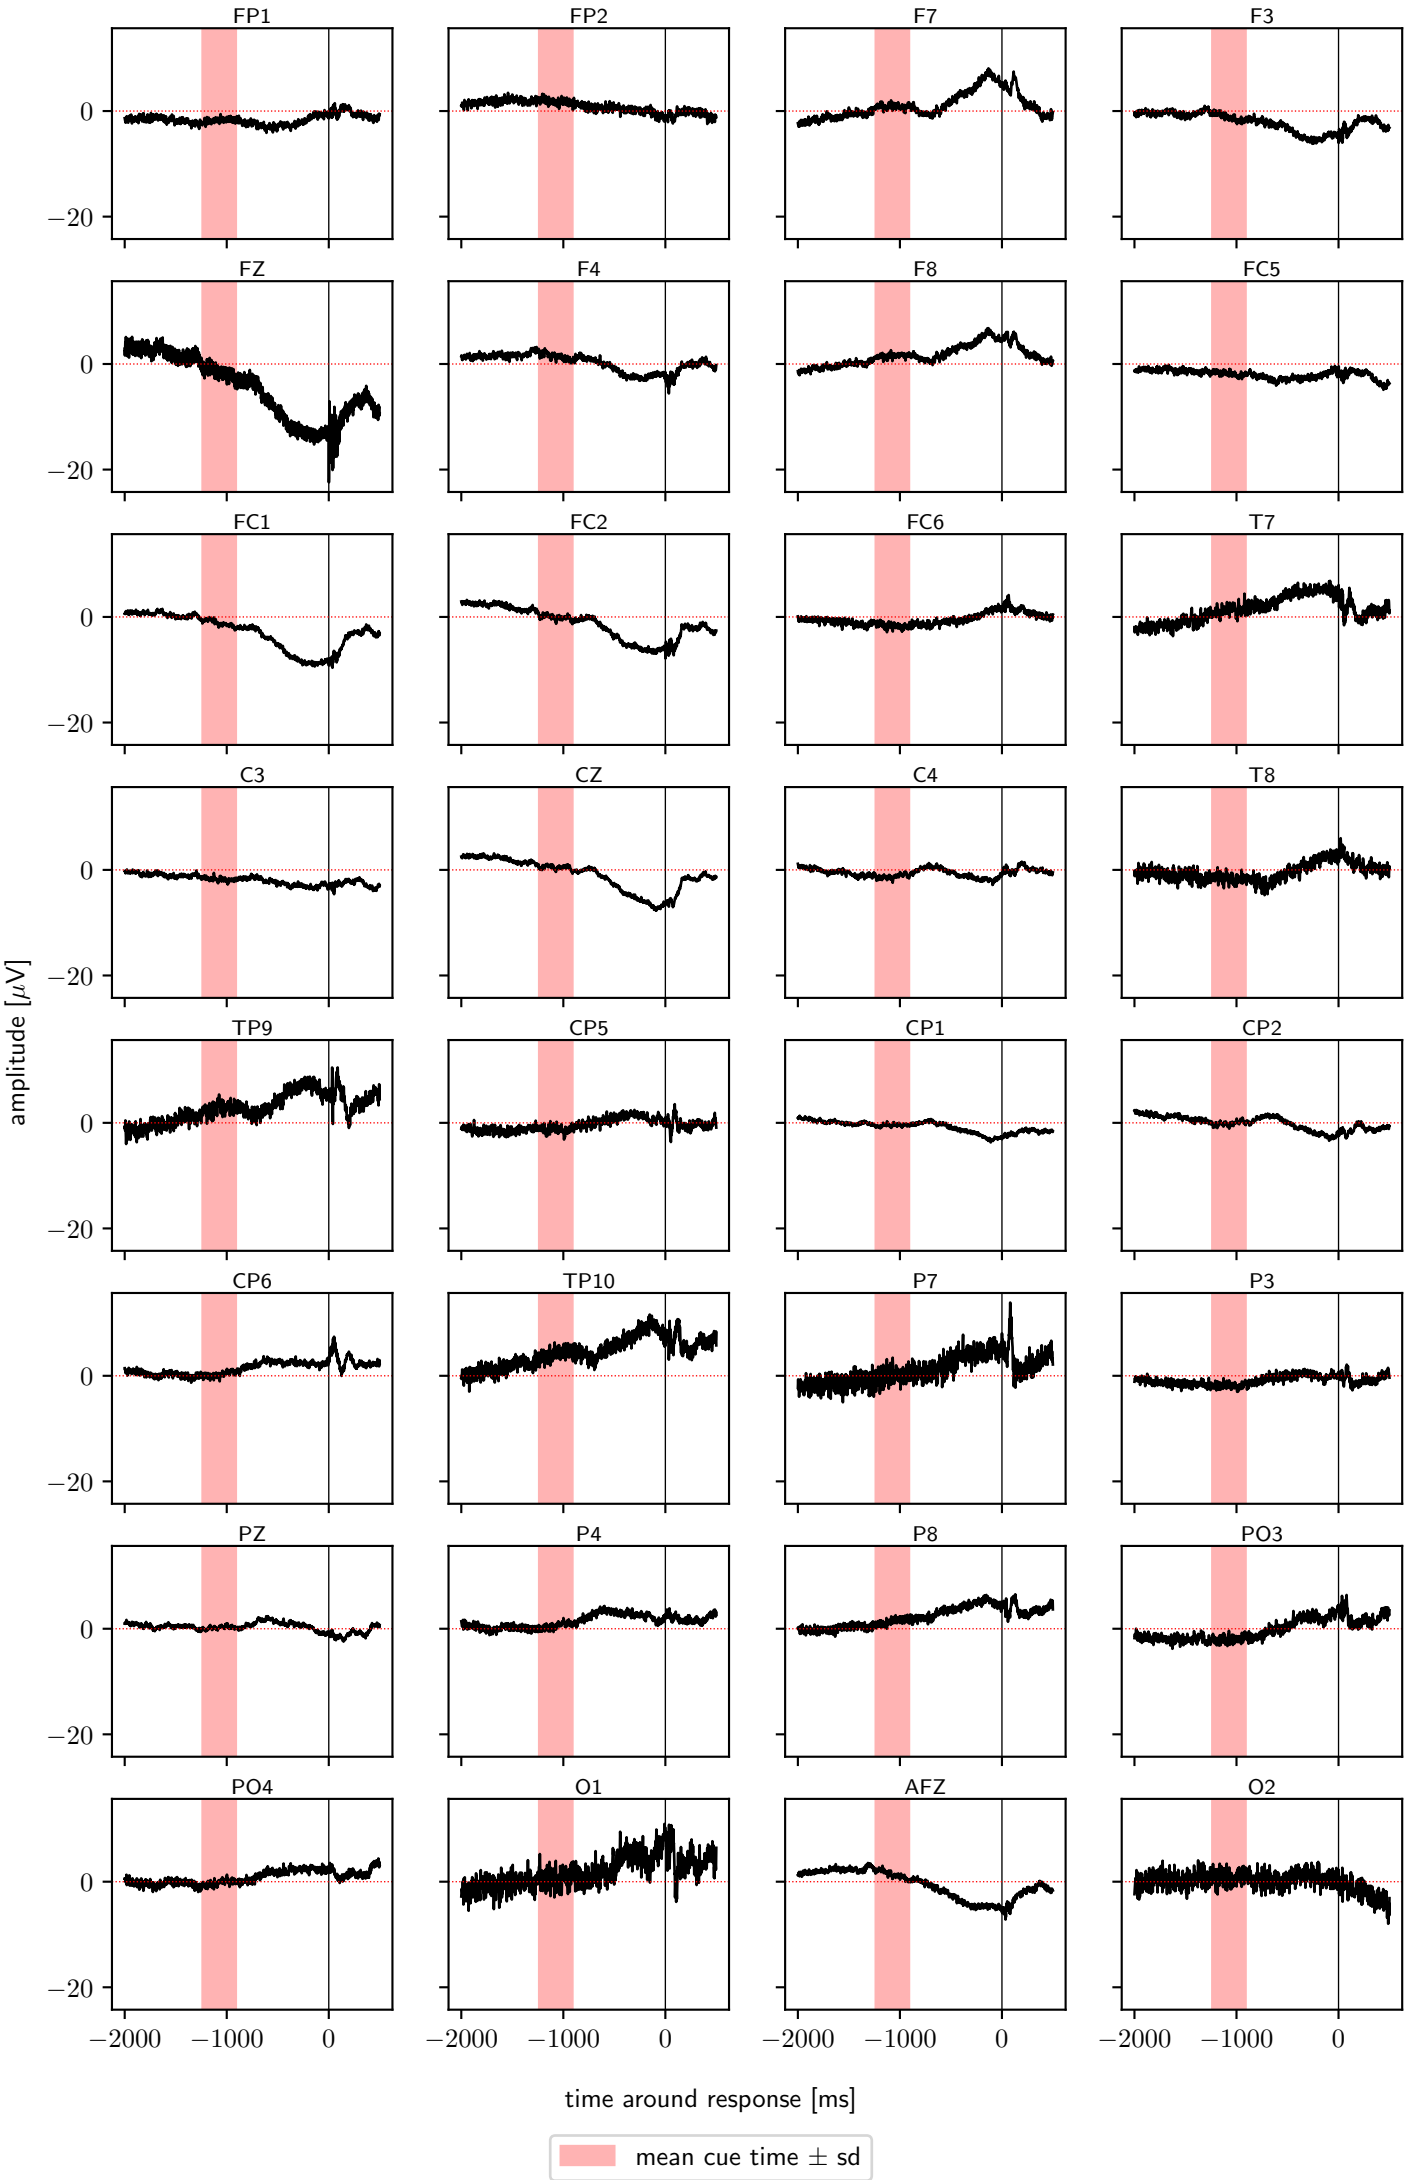 FP1 FP2 F7 F3
0
−20
FZ F4 F8 FC5
0
−20
FC1 FC2 FC6 T7
0
−20
C3 CZ C4 T8
0
−20
TP9 CP5 CP1 CP2
0
−20
CP6 TP10 P7 P3
0
−20
PZ P4 P8 PO3
0
−20
PO4 O1 AFZ O2
0
−20
−2000 −1000 0 −2000 −1000 0 −2000 −1000 0 −2000 −1000 0
amplitude [μV]
time around response [ms]
mean cue time ± sd